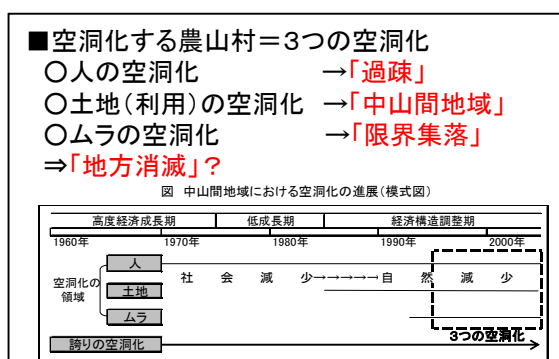 ■空洞化する農山村=3つの空洞化
〇人の空洞化 →「過疎」
〇土地(利用)の空洞化 →「中山間地域」
〇ムラの空洞化 →「限界集落」
⇒「地方消滅」?
図 中山間地域における空洞化の進展(模式図)
高度経済成長期 低成長期 経済構造調整期
1960年 1970年 1980年 1990年 2000年
人
社会減少→→→→→自然減少
空洞化の領域
土地
ムラ
3つの空洞化
誇りの空洞化